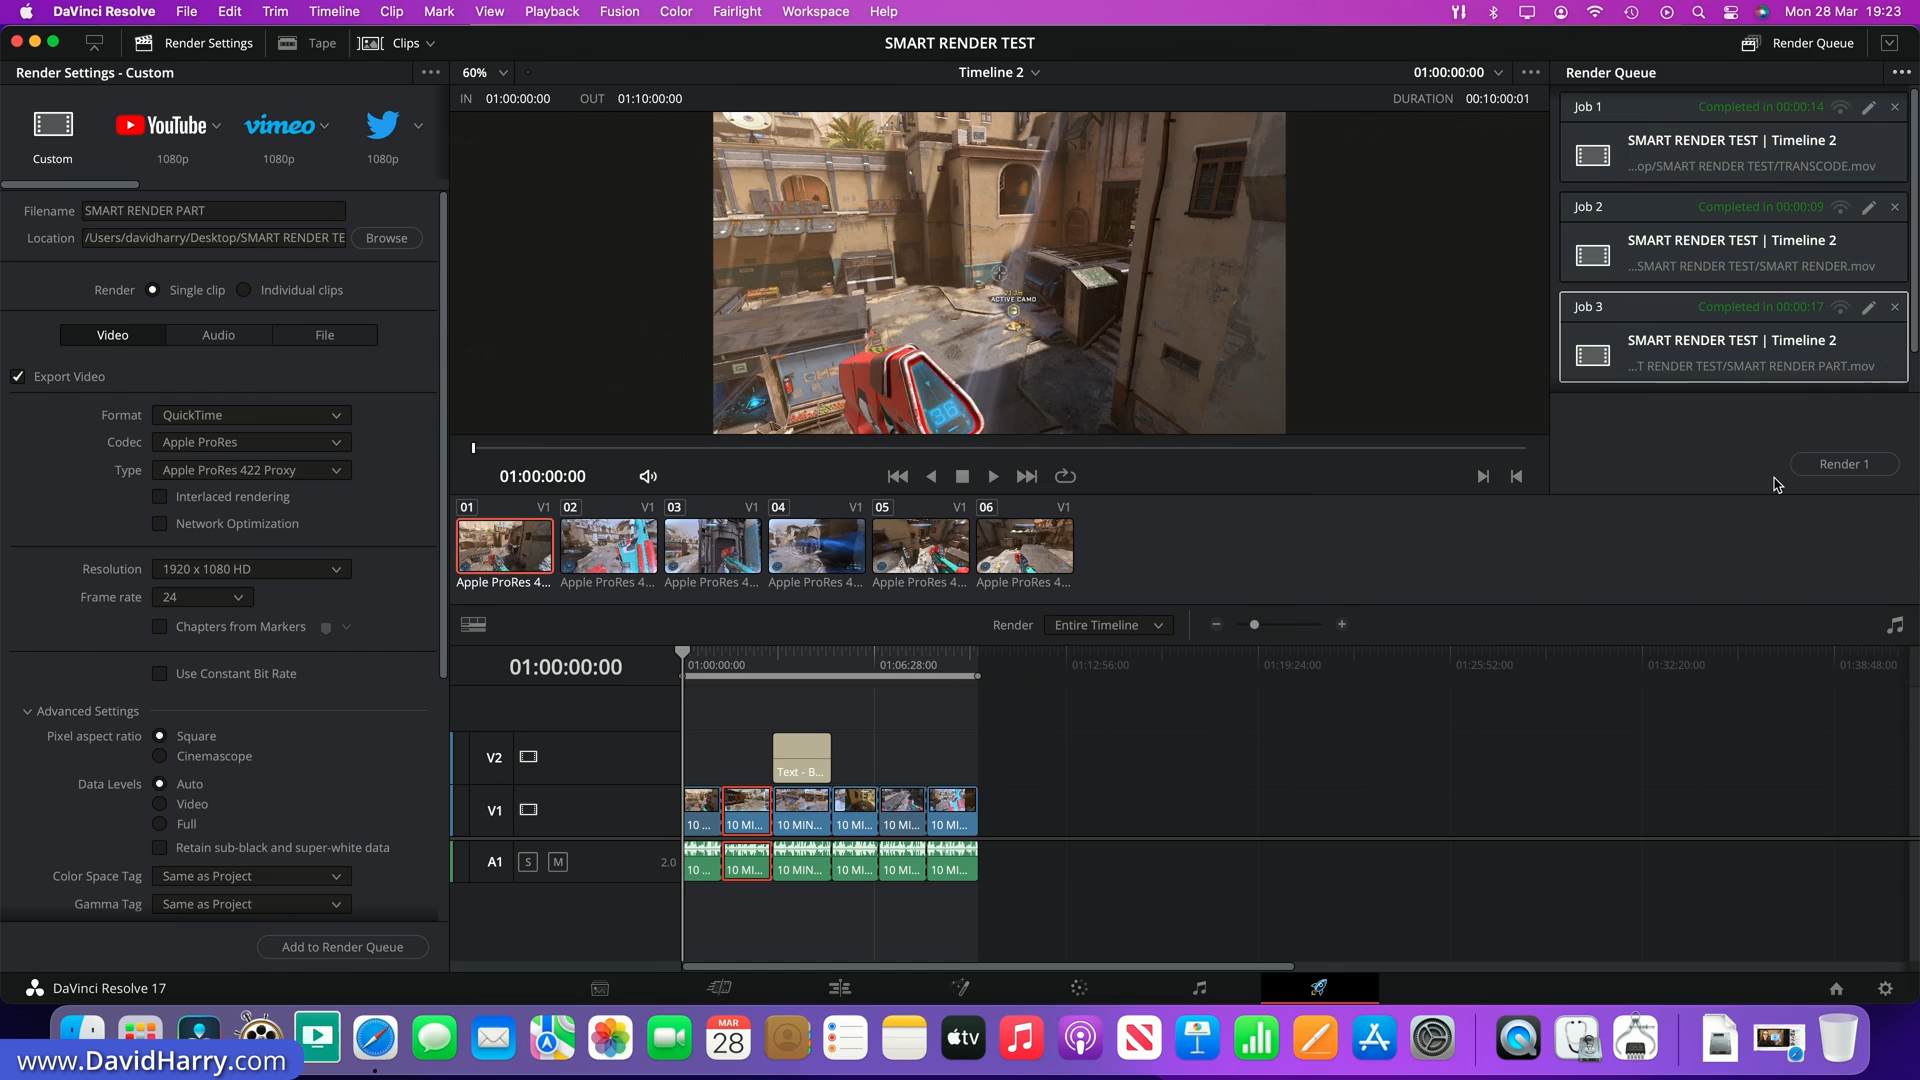 DaVinci Resolve File Edit Trim Timeline Clip Mark View Playback Fusion Color Fairlight Workspace Help Mon 28 Mar 19:23
Render Settings Tape Clips SMART RENDER TEST Render Queue
Render Settings - Custom 60% Timeline 2 01:00:00:00 Render Queue
IN 01:00:00:00 OUT 01:10:00:00 DURATION 00:10:00:01
Job 1 Completed in 00:00:14
YouTube vimeo
SMART RENDER TEST | Timeline 2
Custom 1080p 1080p 1080p
...op/SMART RENDER TEST/TRANSCODE.mov
Job 2 Completed in 00:00:09
Filename SMART RENDER PART
Location /Users/davidharry/Desktop/SMART RENDER TE Browse
SMART RENDER TEST | Timeline 2
...SMART RENDER TEST/SMART RENDER.mov
Render Single clip Individual clips
ACTIVE CAMO
Job 3 Completed in 00:00:17
Video Audio File
SMART RENDER TEST | Timeline 2
...T RENDER TEST/SMART RENDER PART.mov
Export Video
Format QuickTime
36
Codec Apple ProRes
Type Apple ProRes 422 Proxy
Render 1
01:00:00:00
Interlaced rendering
Network Optimization
01 V1 02 V1 03 V1 04 V1 05 V1 06 V1
Resolution 1920 x 1080 HD
Apple ProRes 4... Apple ProRes 4... Apple ProRes 4... Apple ProRes 4... Apple ProRes 4... Apple ProRes 4...
Frame rate 24
Chapters from Markers
Render Entire Timeline
Use Constant Bit Rate
01:00:00:00 01:00:00:00 01:06:28:00 01:12:56:00 01:19:24:00 01:25:52:00 01:32:20:00 01:38:48:00
Advanced Settings
Pixel aspect ratio Square
Cinemascope
V2 Text - B...
Data Levels Auto
Video
Full
V1 10 ... 10 MI... 10 MIN... 10 MI... 10 MI... 10 MI...
Retain sub-black and super-white data
A1 S M 2.0 10 ... 10 MI... 10 MIN... 10 MI... 10 MI... 10 MI...
Color Space Tag Same as Project
Gamma Tag Same as Project
Add to Render Queue
DaVinci Resolve 17
MAR
28
tv
www.DavidHarry.com